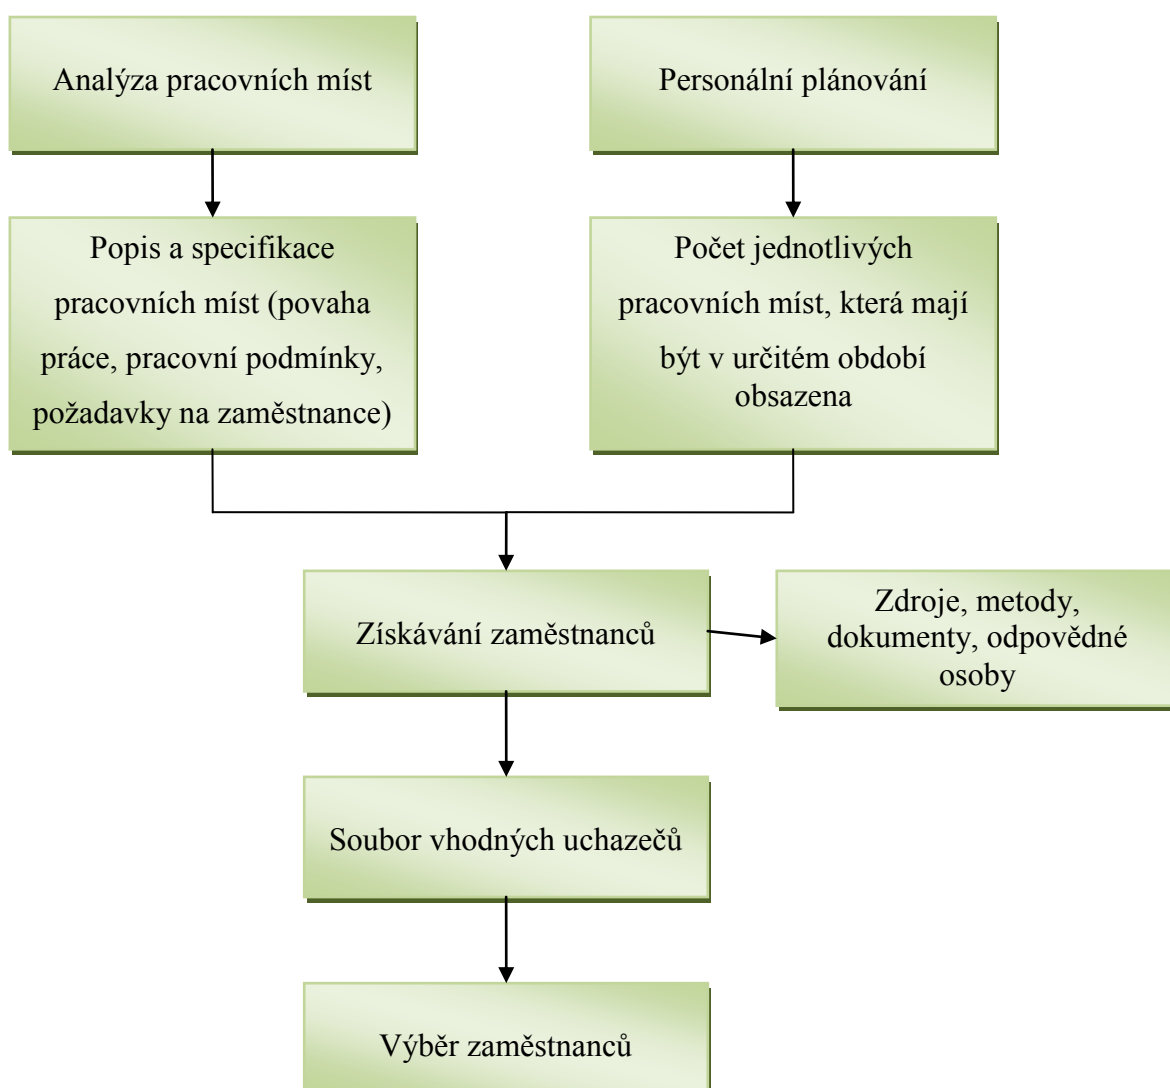 Analýza pracovních míst
Personální plánování
Popis a specifikace
pracovních míst (povaha
práce, pracovní podmínky,
požadavky na zaměstnance)
Počet jednotlivých
pracovních míst, která mají
být v určitém období
obsazena
Získávání zaměstnanců
Zdroje, metody,
dokumenty, odpovědné
osoby
Soubor vhodných uchazečů
Výběr zaměstnanců